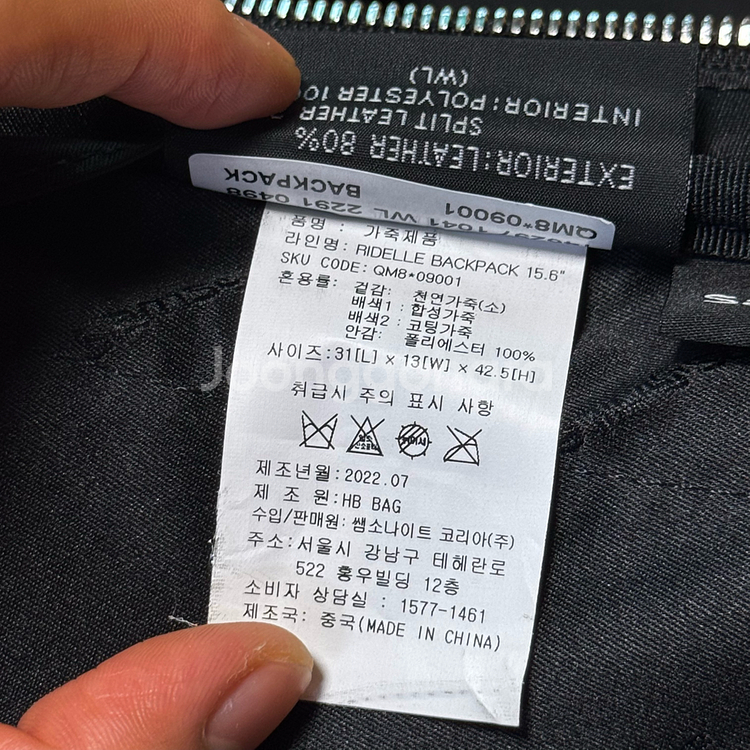 EXTERIOR:LEATHER 80%
SPLIT LEATHER
INTERIOR:POLYESTER
(WL)
BACKPACK
QM8*09001
1041 WL 2291 0498
품명 : 가죽제품
라인명: RIDELLE BACKPACK 15.6"
SKU CODE: QM8*09001
혼용률: 겉감: 천연가죽(소)
배색1 : 합성가죽
배색2 : 코팅가죽
안감: 폴리에스터 100%
사이즈:31[L] × 13[W] × 42.5[H]
취급시 주의 표시 사항
제조년월:2022.07
제 조 원:HB BAG
수입/판매원: 쌤소나이트 코리아(주)
주소:서울시 강남구 테헤란로
522 홍우빌딩 12층
소비자 상담실 : 1577-1461
제조국: 중국(MADE IN CHINA)